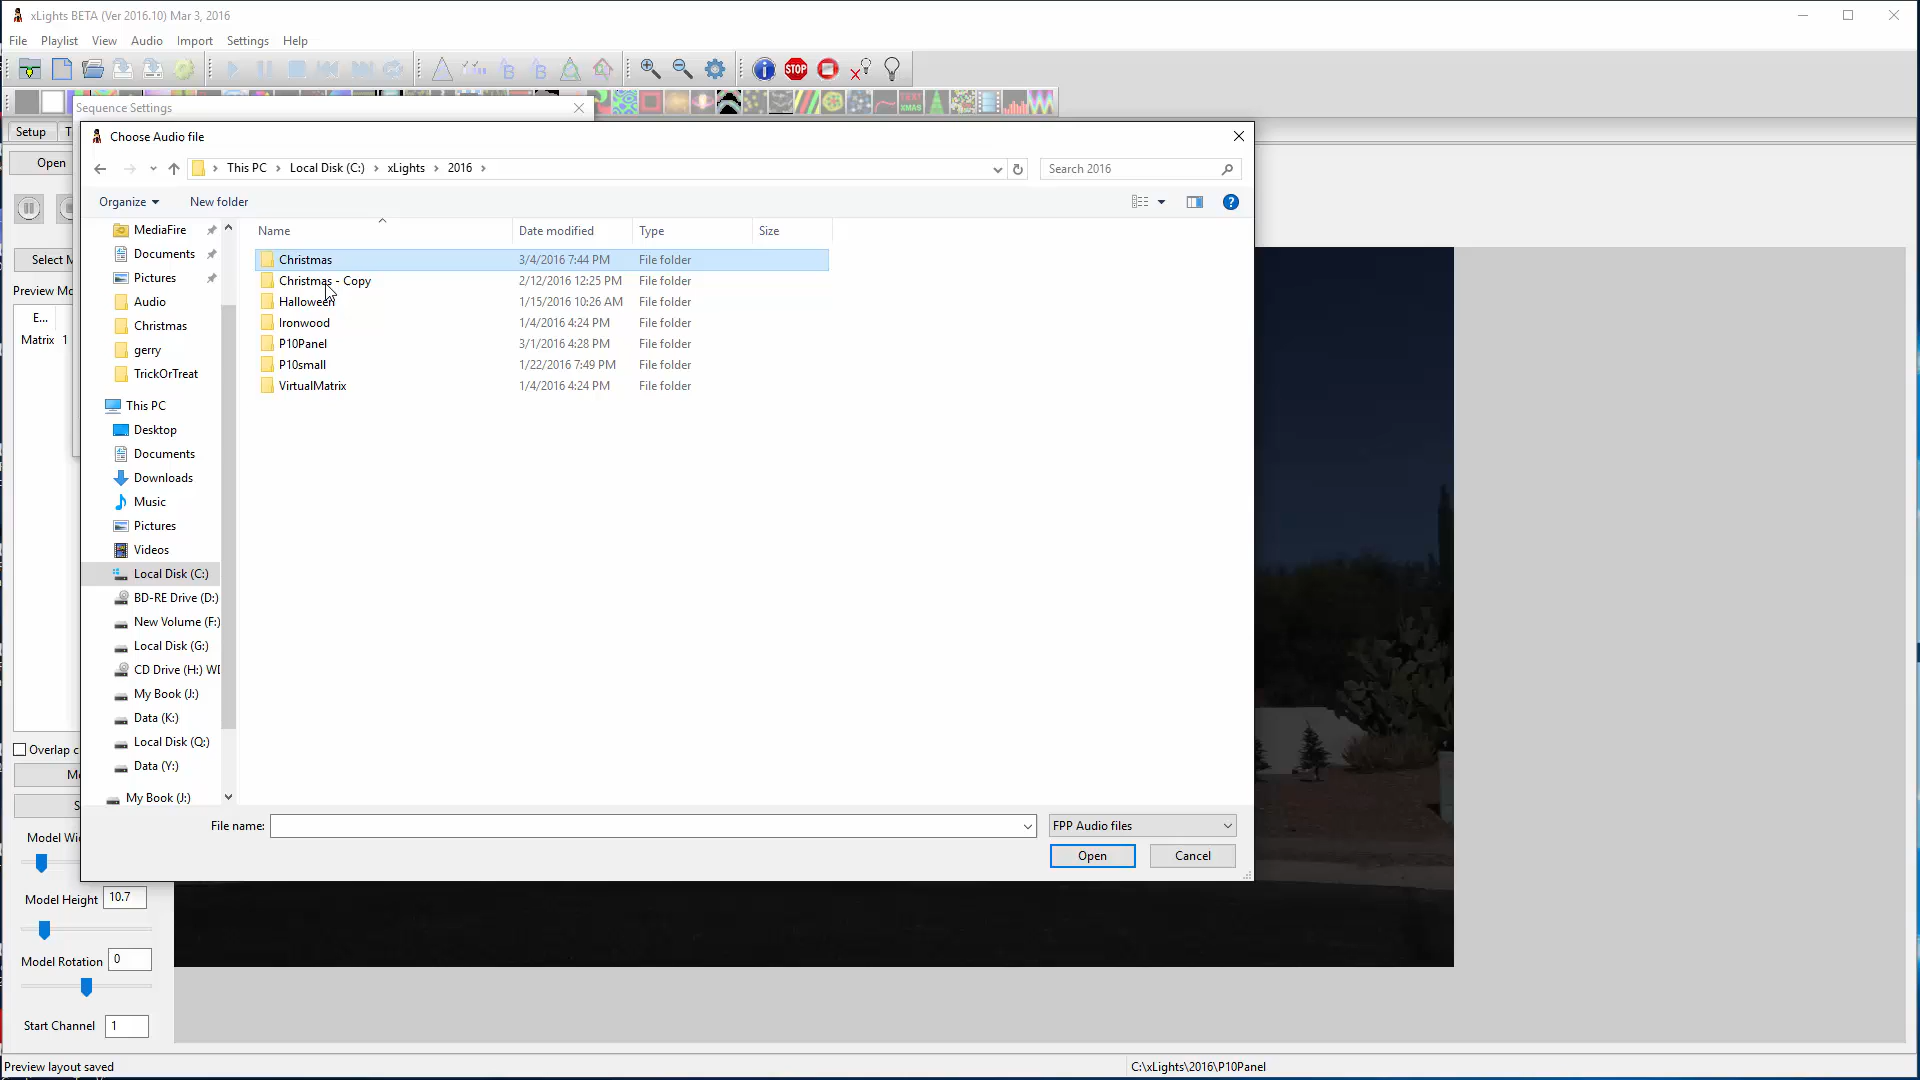 xLights BETA (Ver 2016.10) Mar 3, 2016
File Playlist View Audio Import Settings Help
STOP
TEXT XMAS
Sequence Settings
Setup T
Choose Audio file
Open
This PC Local Disk (C:) xLights 2016
Search 2016
Organize New folder
Name Date modified Type Size
MediaFire
Documents
Pictures
Audio
Christmas
gerry
TrickOrTreat
This PC
Desktop
Documents
Downloads
Music
Pictures
Videos
Local Disk (C:)
BD-RE Drive (D:)
New Volume (F:)
Local Disk (G:)
CD Drive (H:) WD
My Book (J:)
Data (K:)
Local Disk (Q:)
Data (Y:)
My Book (J:)
Christmas 3/4/2016 7:44 PM File folder
Christmas - Copy 2/12/2016 12:25 PM File folder
Halloween 1/15/2016 10:26 AM File folder
Ironwood 1/4/2016 4:24 PM File folder
P10Panel 3/1/2016 4:28 PM File folder
P10small 1/22/2016 7:49 PM File folder
VirtualMatrix 1/4/2016 4:24 PM File folder
Select M
Preview Mo
E...
Matrix 1
Overlap c
Mo
S
File name:
FPP Audio files
Open Cancel
Model Wi
Model Height 10.7
Model Rotation 0
Start Channel 1
Preview layout saved
C:\xLights\2016\P10Panel